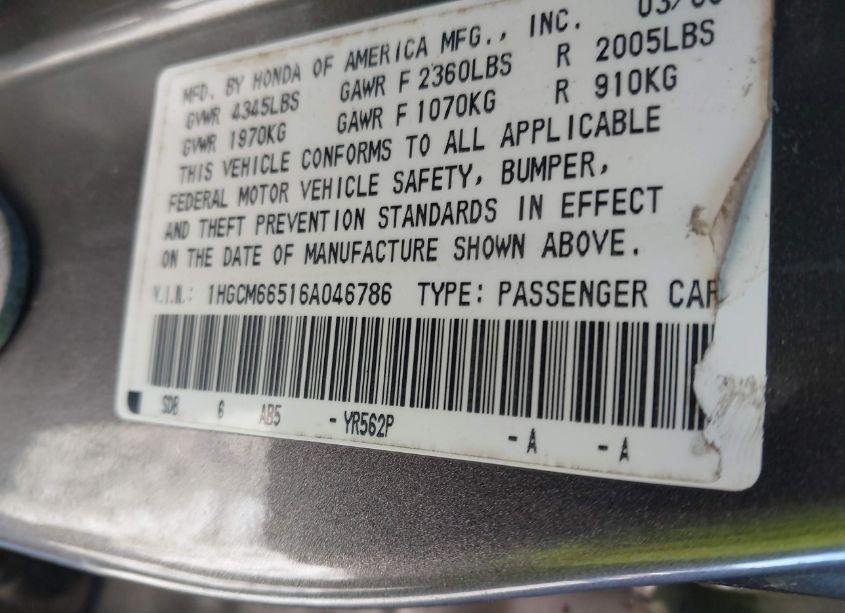 MFD. BY HONDA OF AMERICA MFG., INC.
GVWR 4345LBS GAWR F 2360LBS R 2005LBS
GVWR 1970KG GAWR F 1070KG R 910KG
THIS VEHICLE CONFORMS TO ALL APPLICABLE
FEDERAL MOTOR VEHICLE SAFETY, BUMPER,
AND THEFT PREVENTION STANDARDS IN EFFECT
ON THE DATE OF MANUFACTURE SHOWN ABOVE.
V.I.N.: 1HGCM66516A046786 TYPE: PASSENGER CAR
SDB 6 AB5 - YR562P - A - A